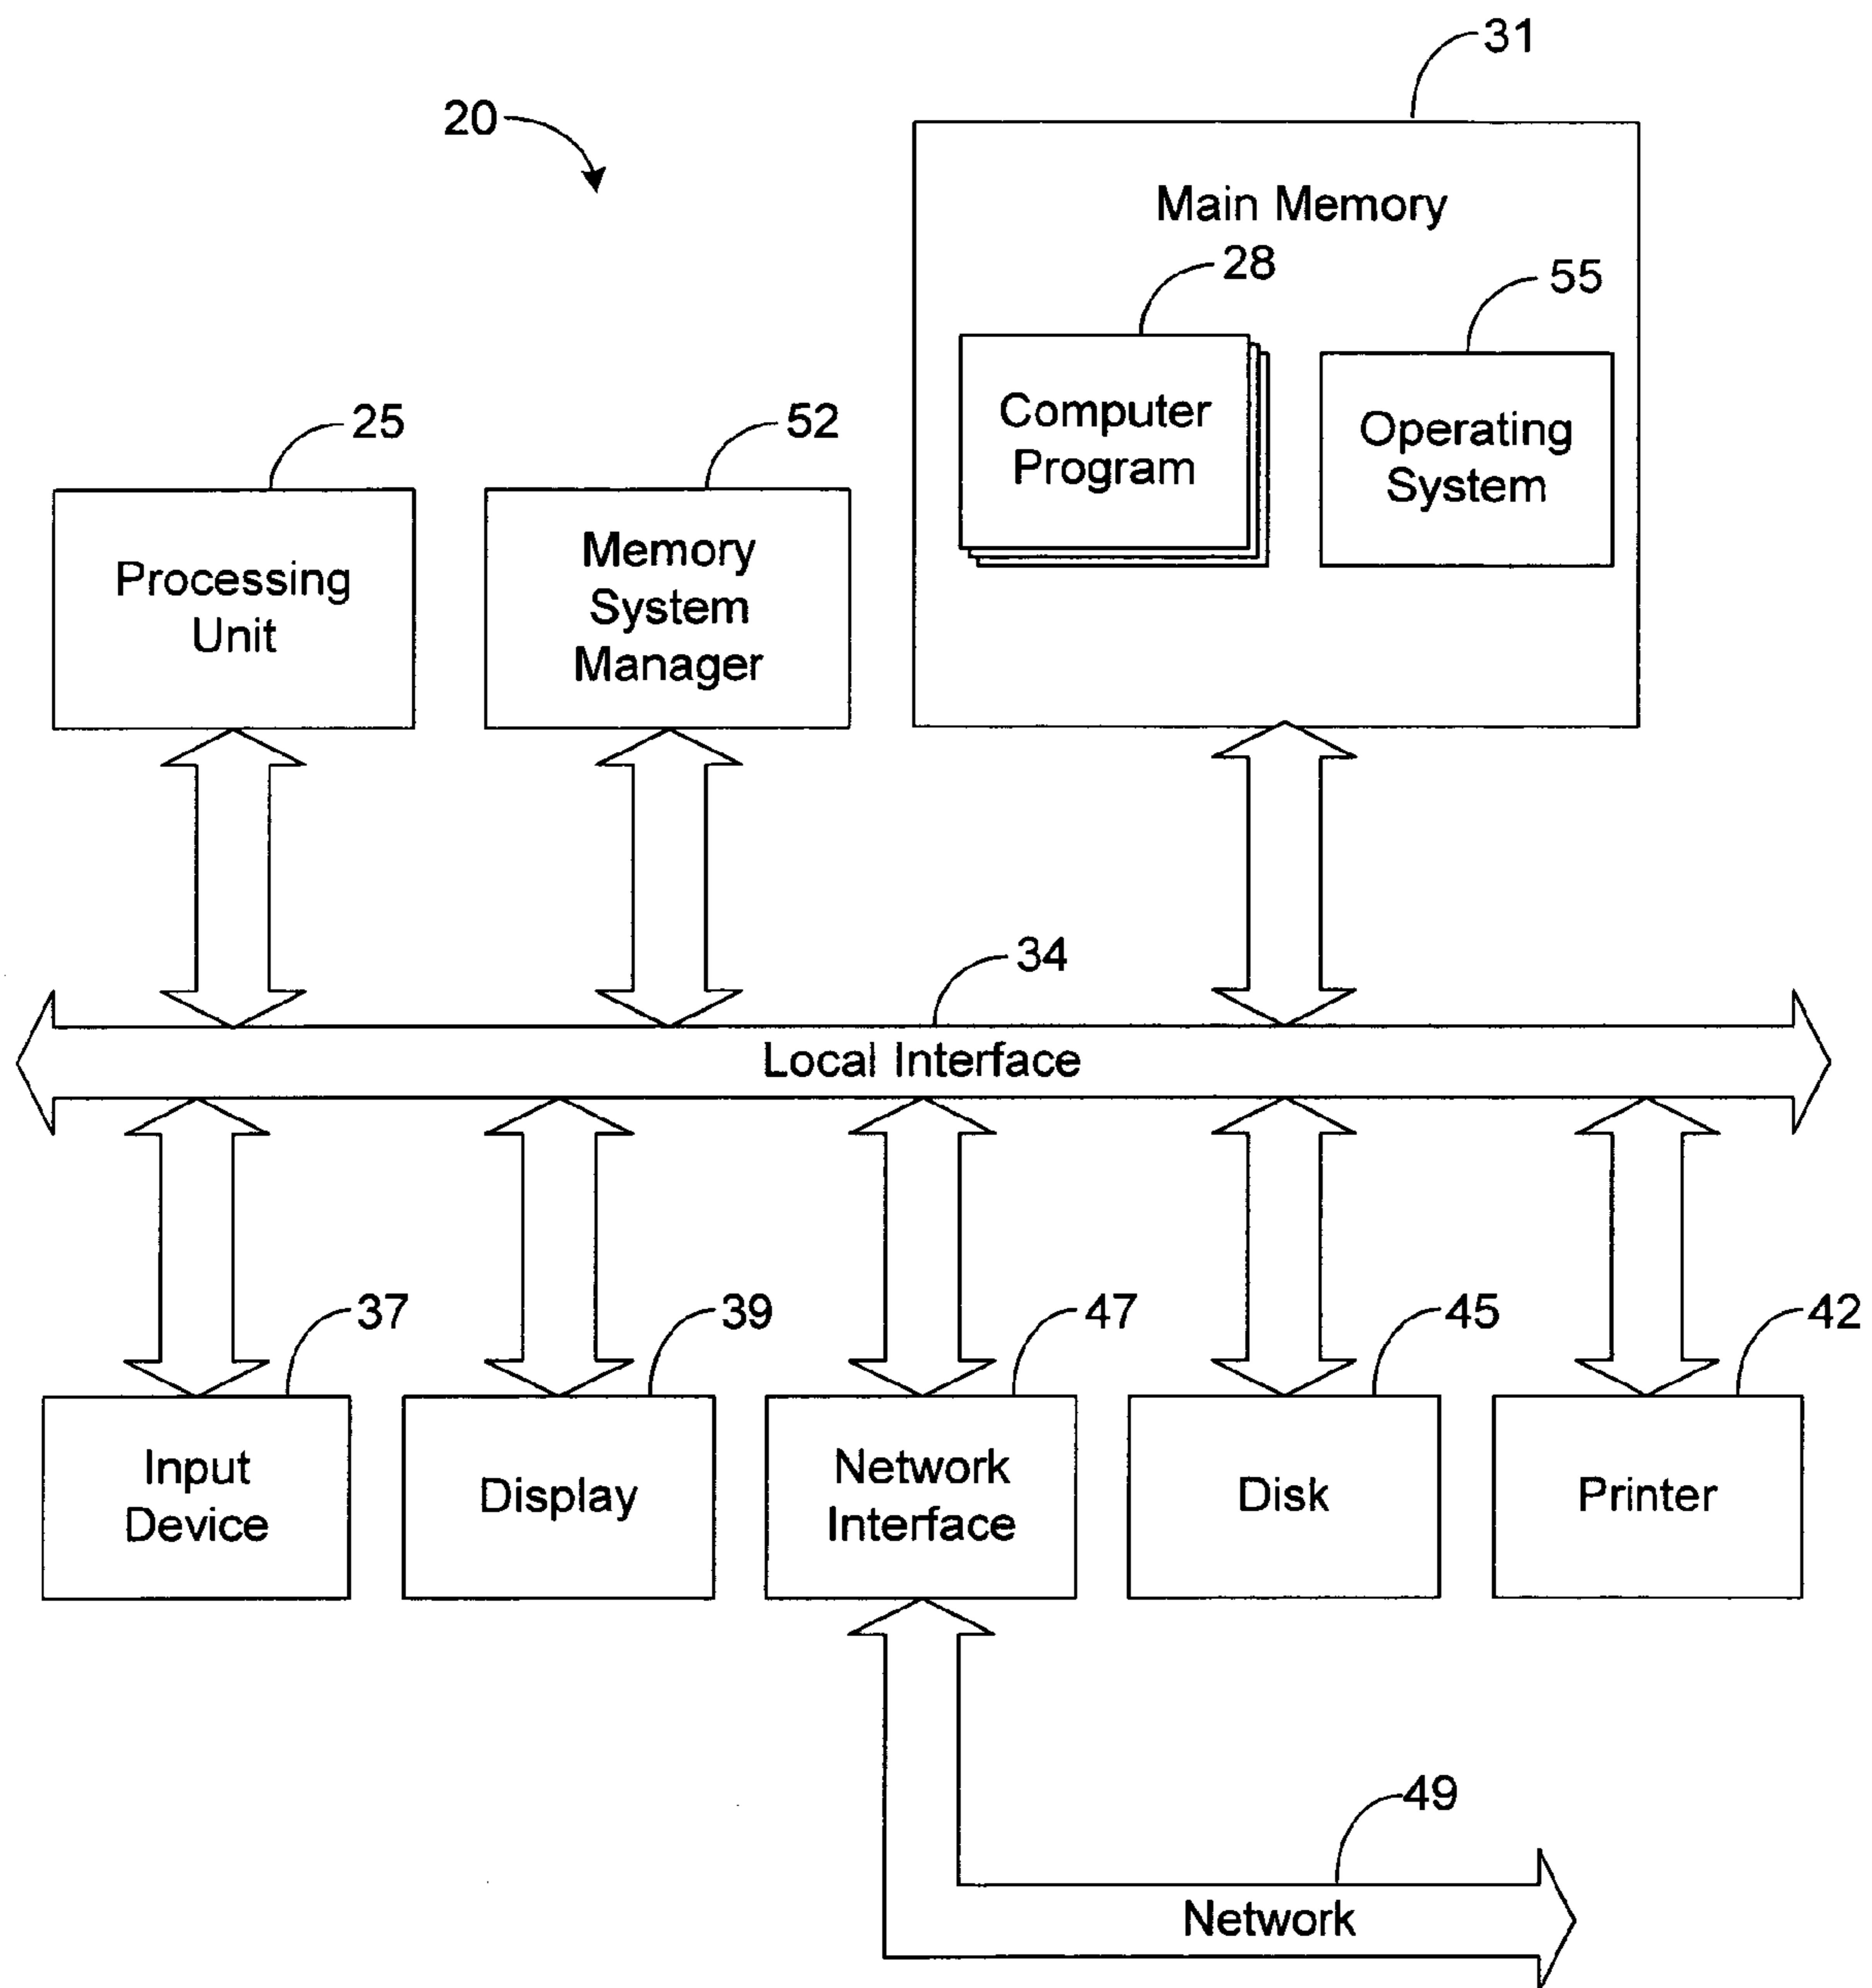 31
20
Main Memory
28
55
Computer
Program
Operating
System
25
52
Processing
Unit
Memory
System
Manager
34
Local Interface
37
39
47
45
42
Input
Device
Display
Network
Interface
Disk
Printer
49
Network